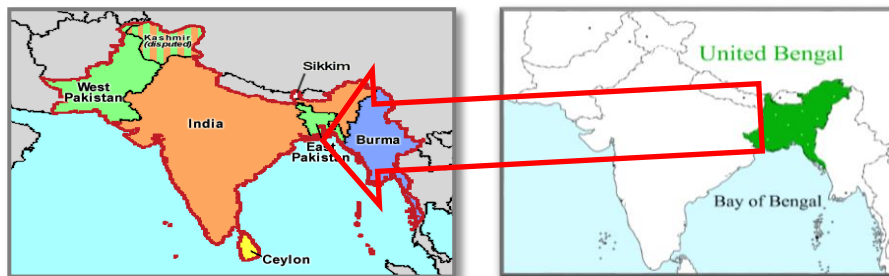 Kashmir
(disputed)
Sikkim
West
Pakistan
India
East
Pakistan
Burma
Ceylon
United Bengal
Bay of Bengal